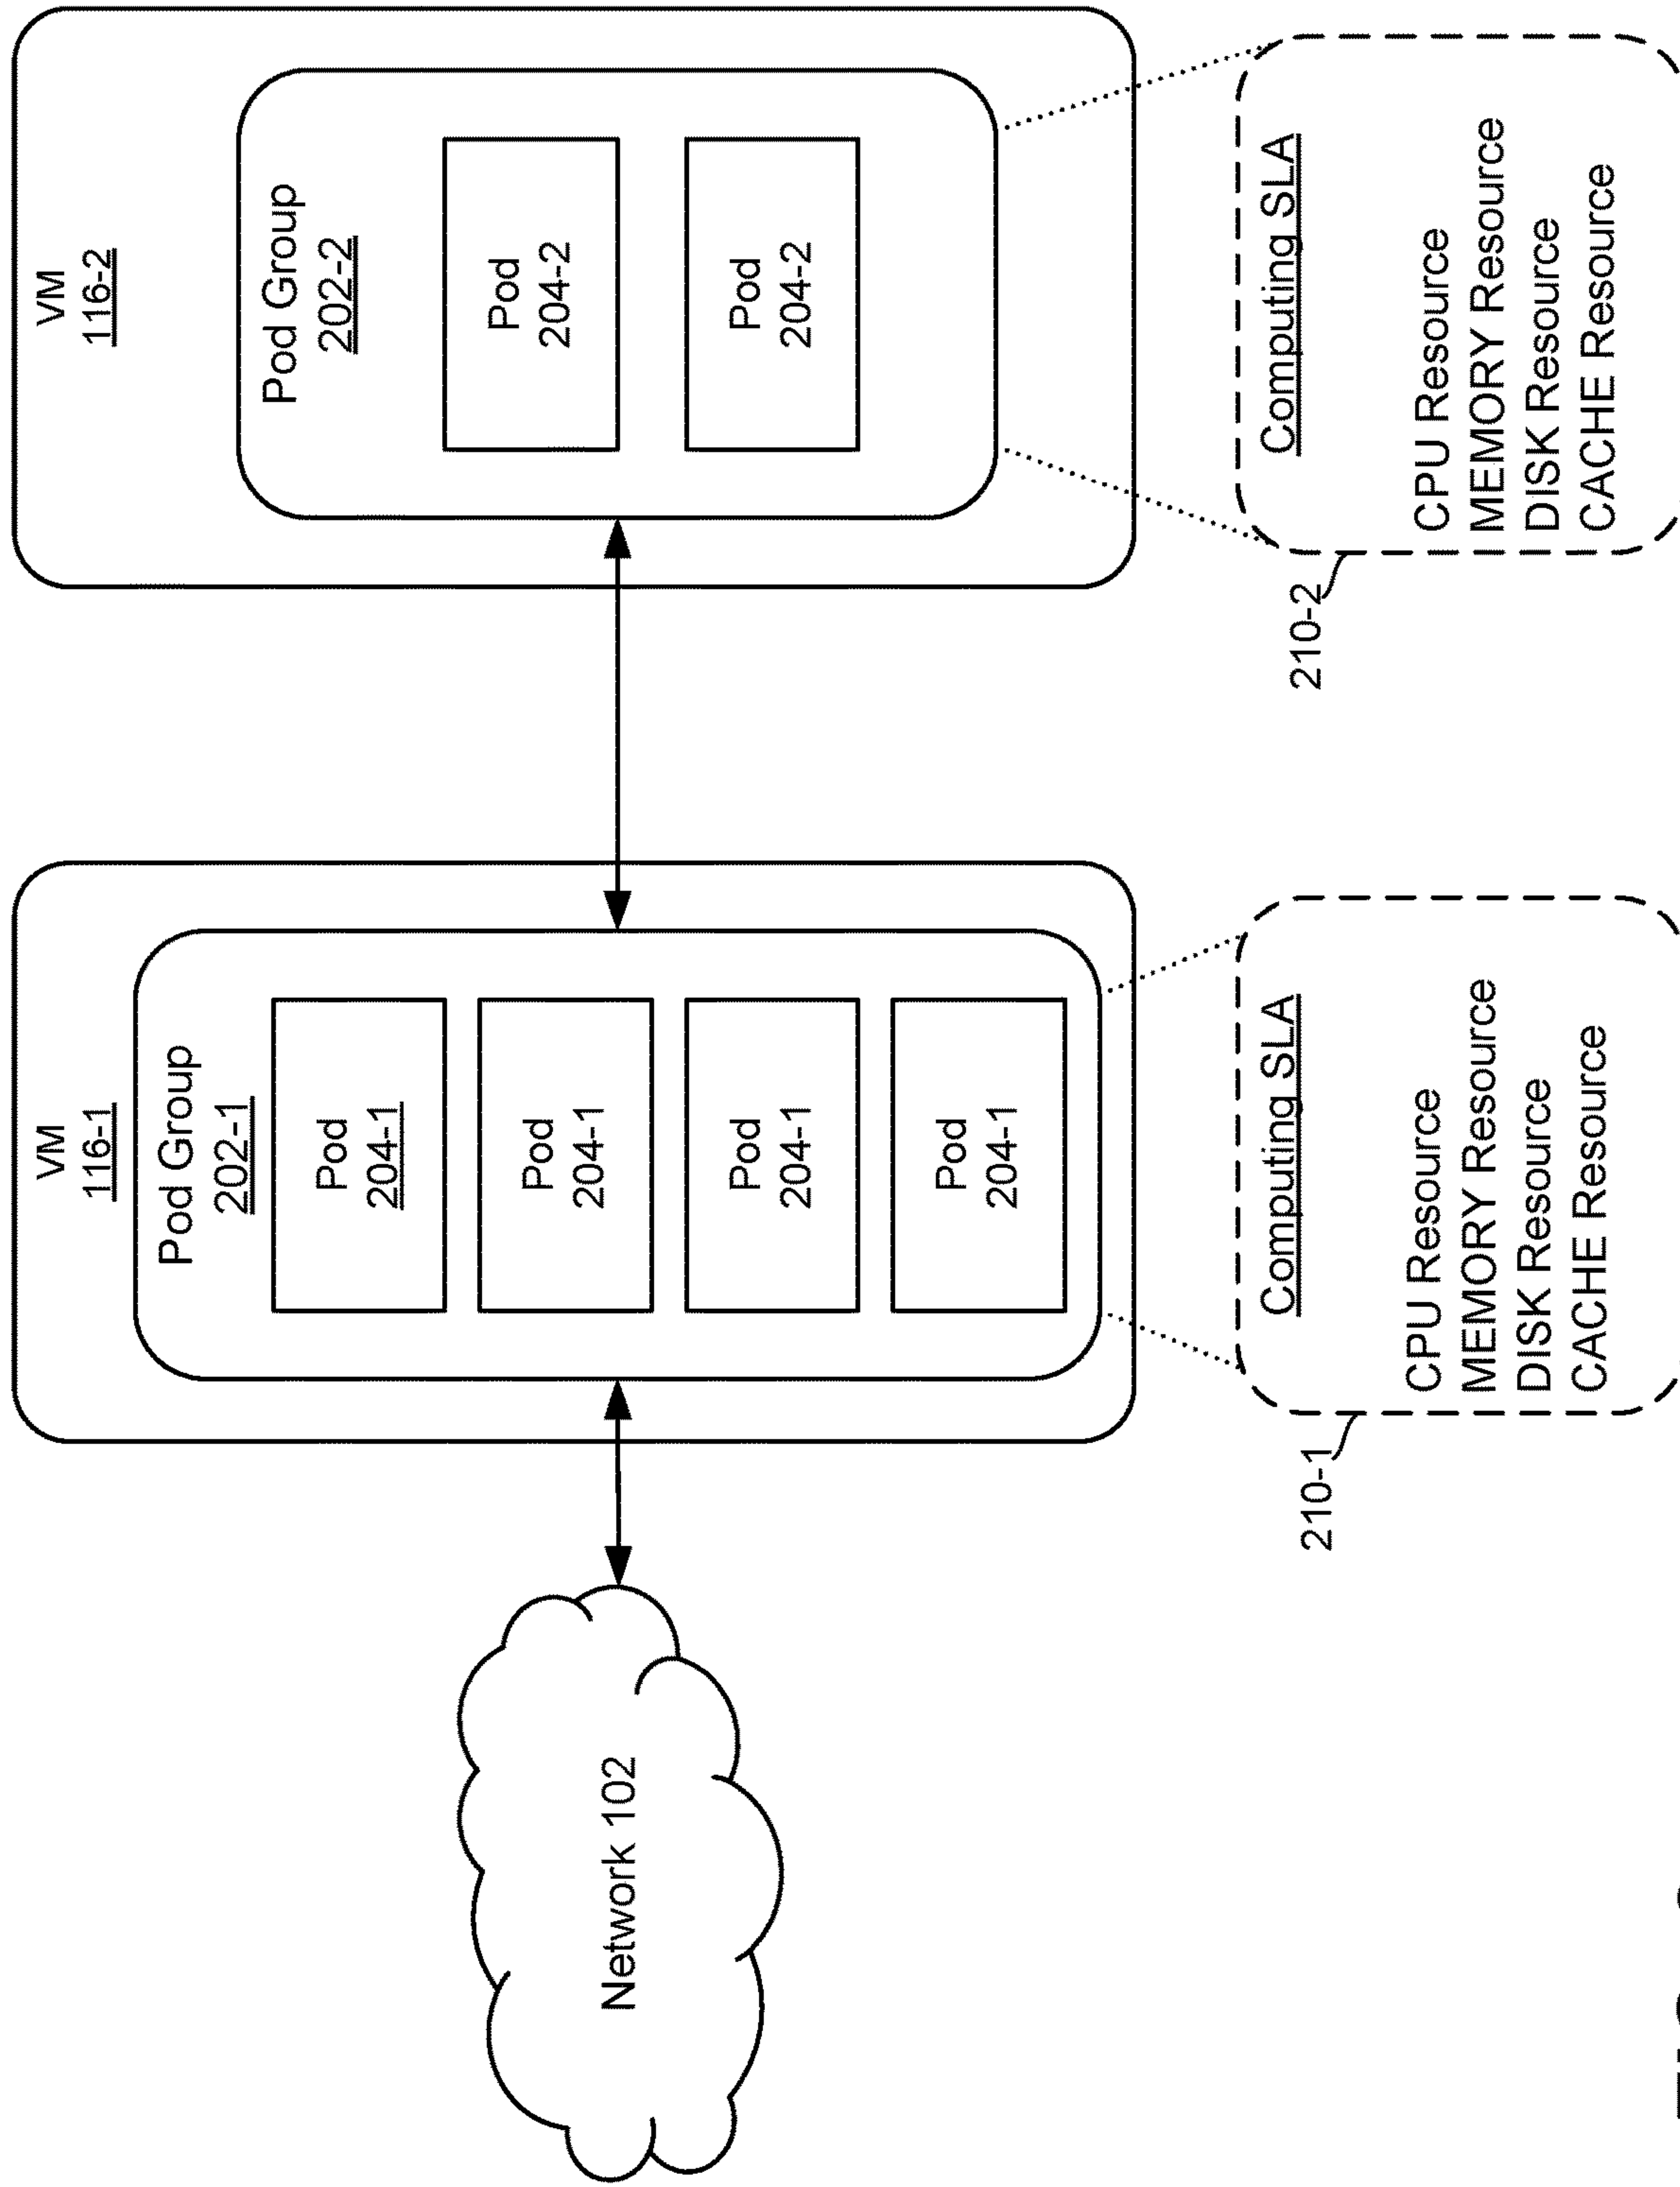 Network 102
VM
116-1
Pod Group
202-1
Pod
204-1
Pod
204-1
Pod
204-1
Pod
204-1
210-1
Computing SLA
CPU Resource
MEMORY Resource
DISK Resource
CACHE Resource
VM
116-2
Pod Group
202-2
Pod
204-2
Pod
204-2
210-2
Computing SLA
CPU Resource
MEMORY Resource
DISK Resource
CACHE Resource